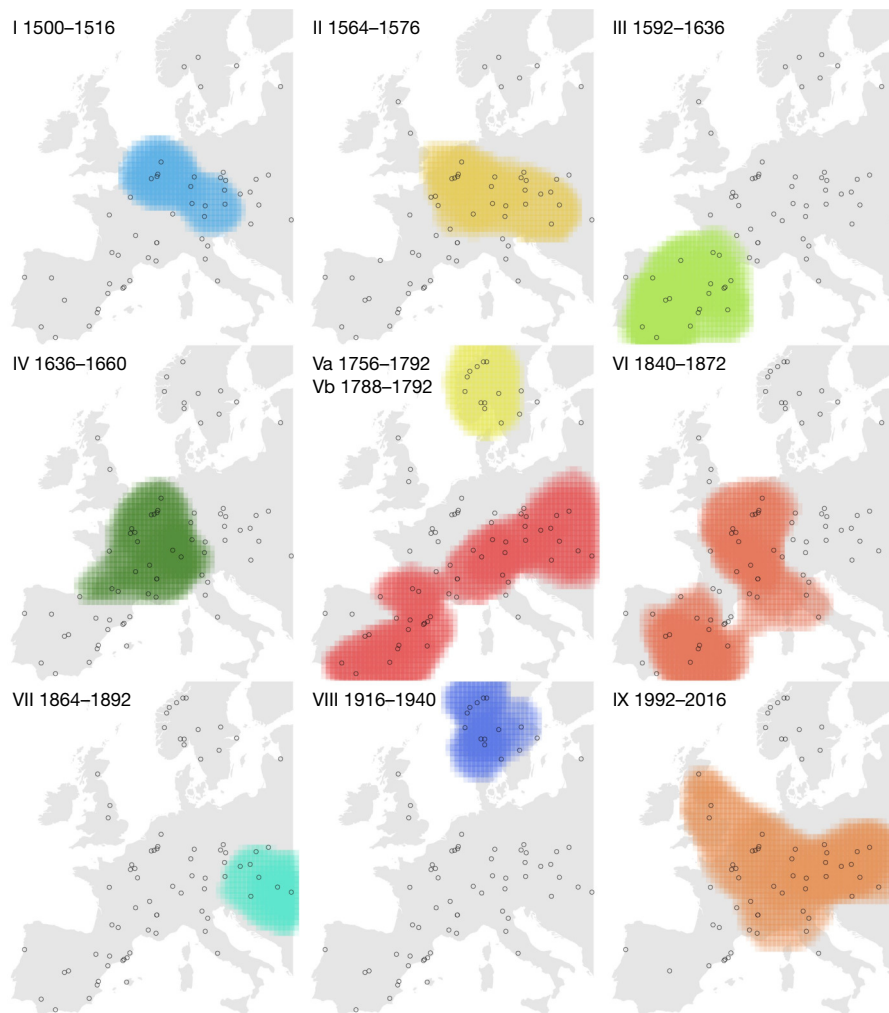 I 1500–1516
II 1564–1576
III 1592–1636
IV 1636–1660
Va 1756–1792
Vb 1788–1792
VI 1840–1872
VII 1864–1892
VIII 1916–1940
IX 1992–2016